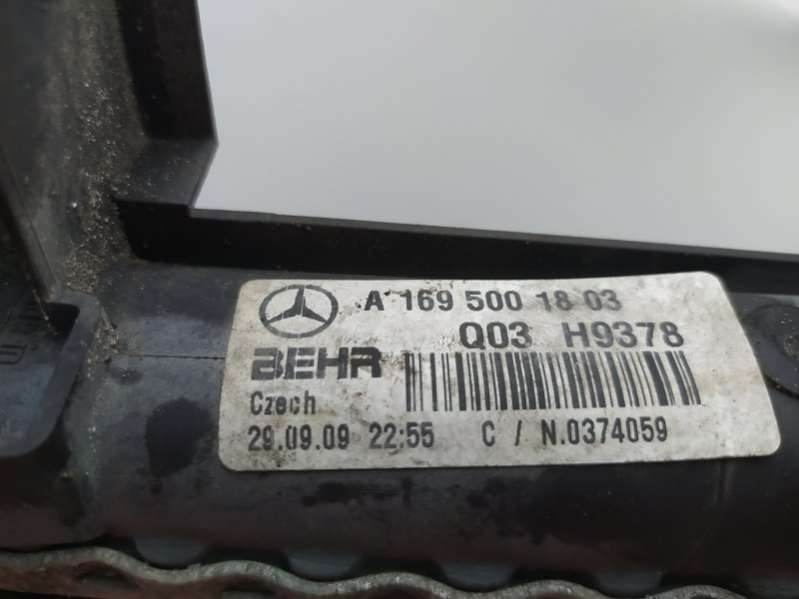 A 169 500 18 03
Q03 H9378
BEHR
Czech
29.09.09 22:55 C / N.0374059